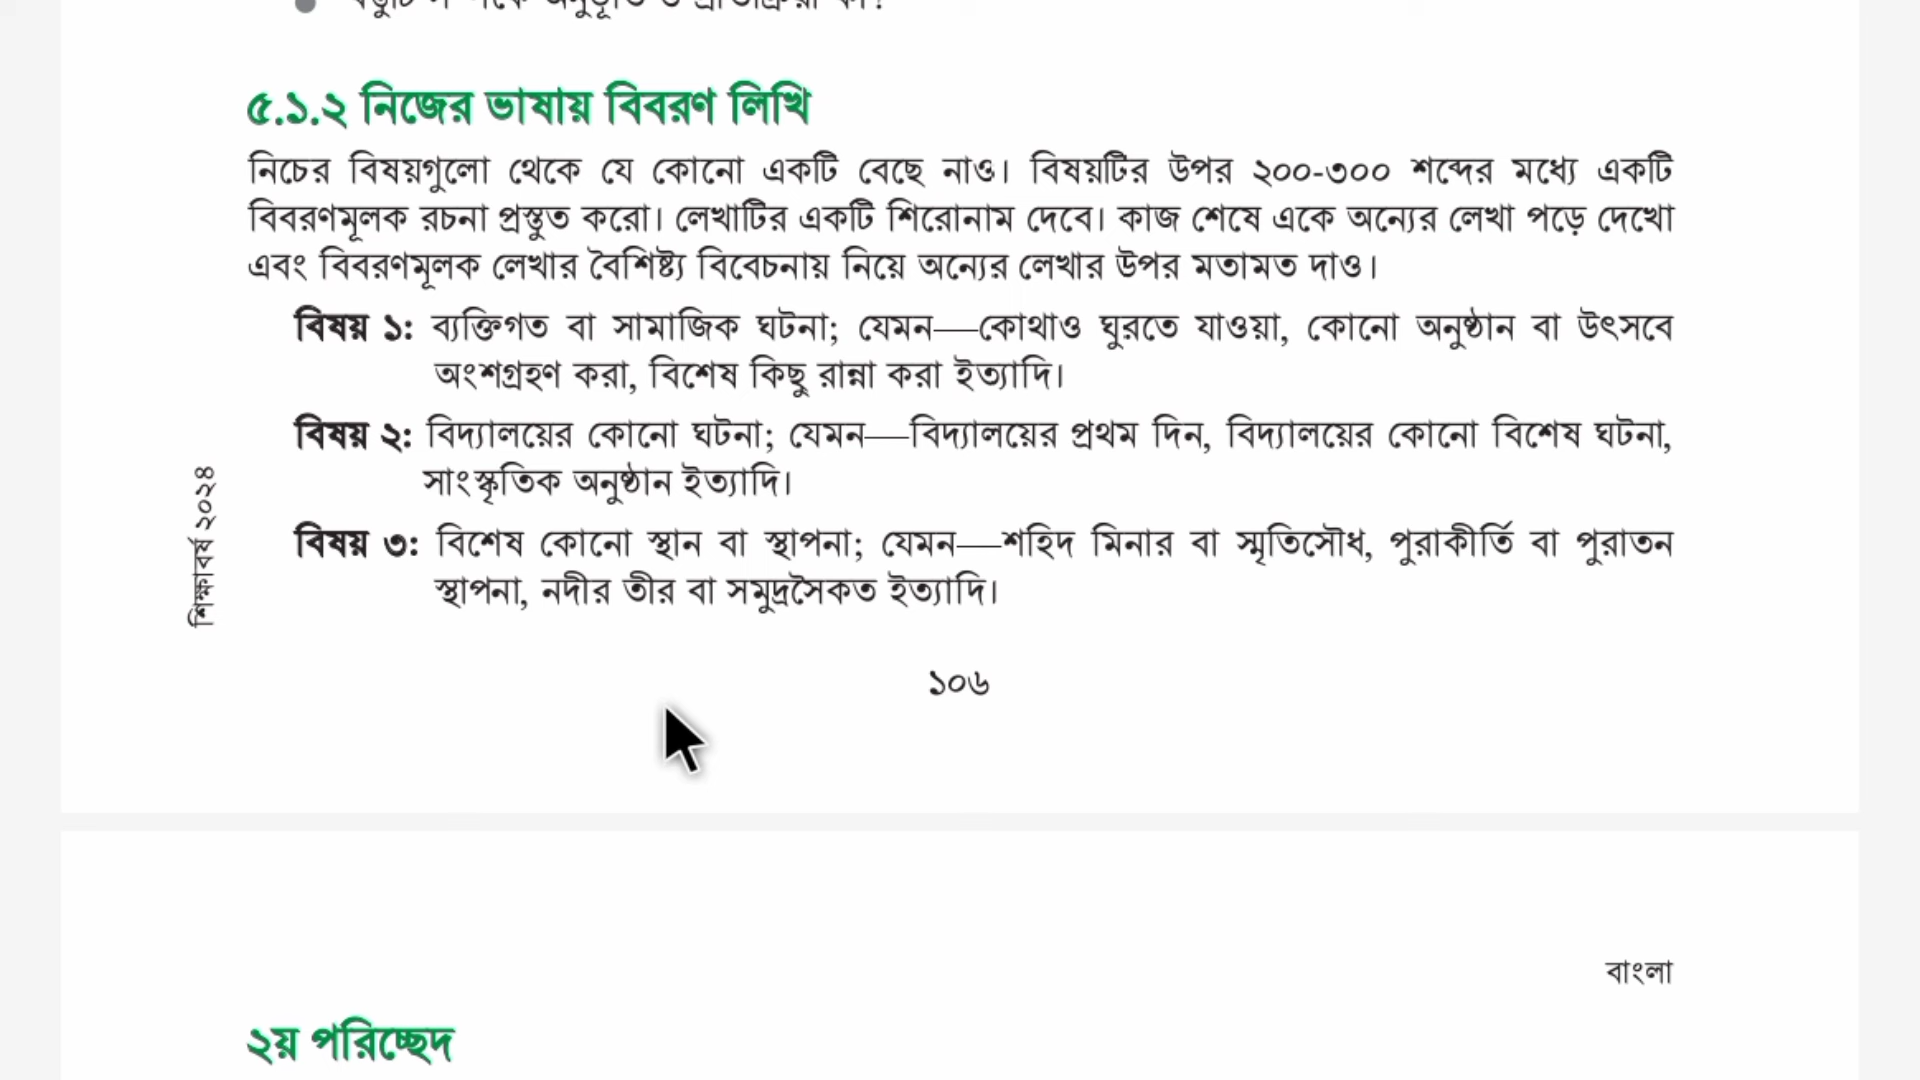 ৫.১.২ নিজের ভাষায় বিবরণ লিখি
নিচের বিষয়গুলো থেকে যে কোনো একটি বেছে নাও। বিষয়টির উপর ২০০-৩০০ শব্দের মধ্যে একটি
বিবরণমূলক রচনা প্রস্তুত করো। লেখাটির একটি শিরোনাম দেবে। কাজ শেষে একে অন্যের লেখা পড়ে দেখো
এবং বিবরণমূলক লেখার বৈশিষ্ট্য বিবেচনায় নিয়ে অন্যের লেখার উপর মতামত দাও।
বিষয় ১: ব্যক্তিগত বা সামাজিক ঘটনা; যেমন—কোথাও ঘুরতে যাওয়া, কোনো অনুষ্ঠান বা উৎসবে
অংশগ্রহণ করা, বিশেষ কিছু রান্না করা ইত্যাদি।
বিষয় ২: বিদ্যালয়ের কোনো ঘটনা; যেমন—বিদ্যালয়ের প্রথম দিন, বিদ্যালয়ের কোনো বিশেষ ঘটনা,
সাংস্কৃতিক অনুষ্ঠান ইত্যাদি।
বিষয় ৩: বিশেষ কোনো স্থান বা স্থাপনা; যেমন—শহিদ মিনার বা স্মৃতিসৌধ, পুরাকীর্তি বা পুরাতন
স্থাপনা, নদীর তীর বা সমুদ্রসৈকত ইত্যাদি।
শিক্ষাবর্ষ ২০২৪
১০৬
বাংলা
২য় পরিচ্ছেদ